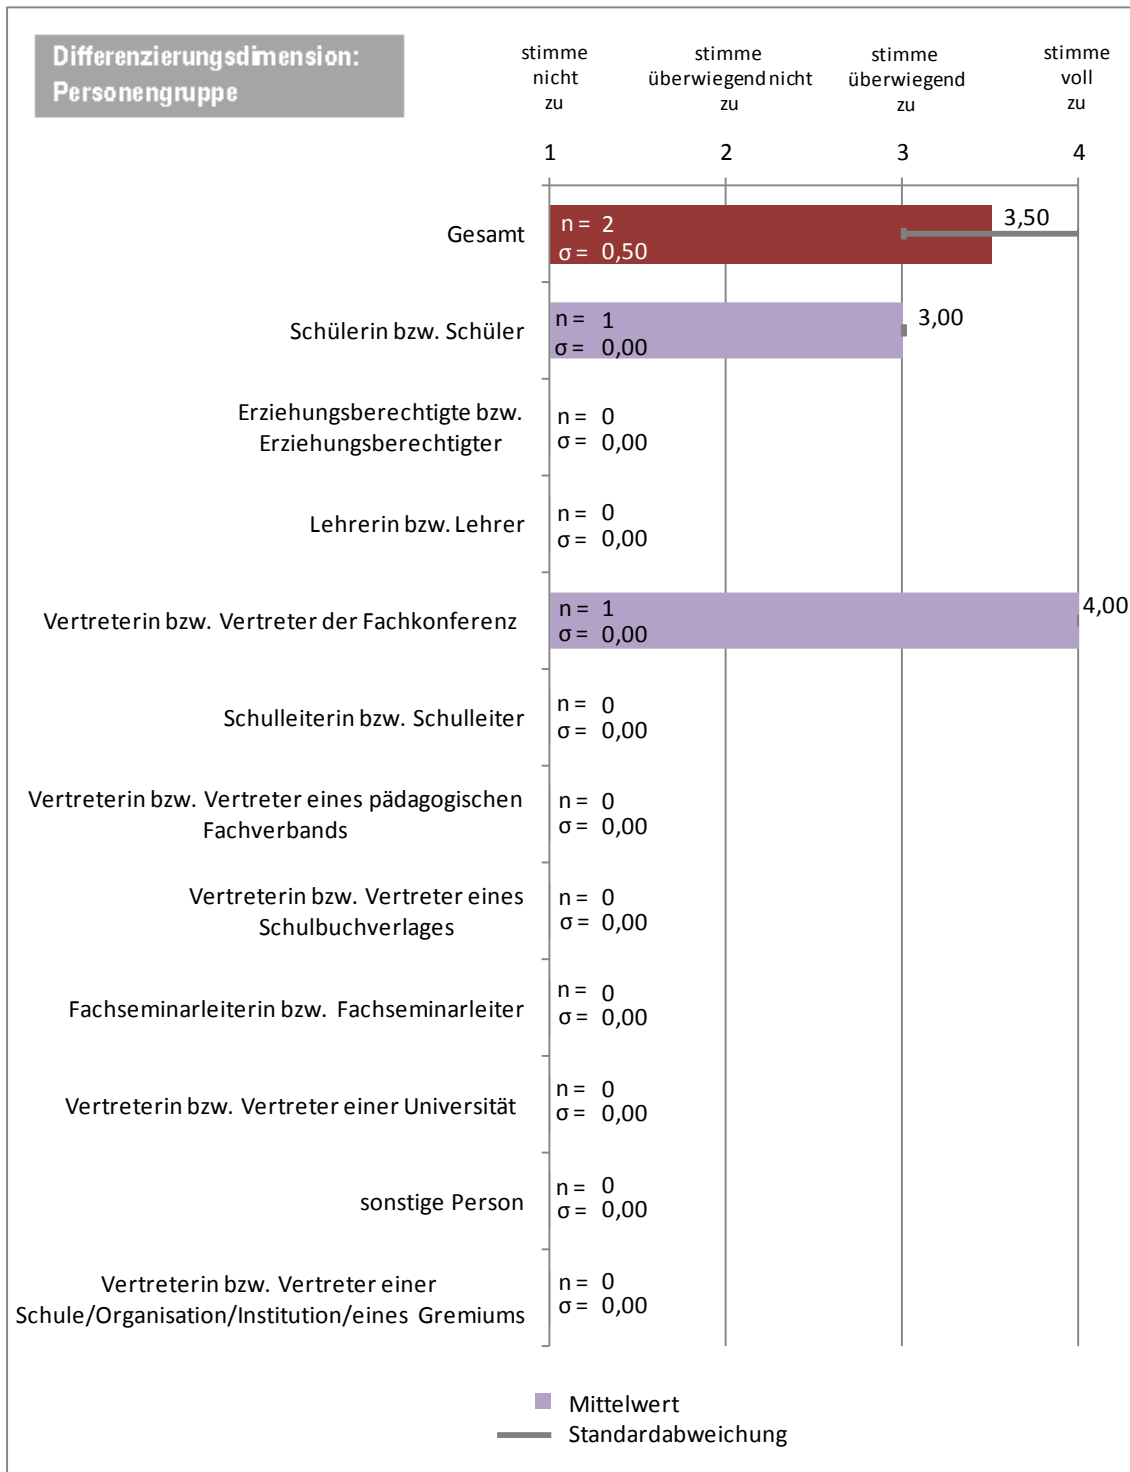 Differenzierungsdimension:
Personengruppe
stimme
nicht
zu
stimme
überwiegend nicht
zu
stimme
überwiegend
zu
stimme
voll
zu
1 2 3 4
Gesamt
n = 2
σ = 0,50
3,50
Schülerin bzw. Schüler
n = 1
σ = 0,00
3,00
Erziehungsberechtigte bzw.
Erziehungsberechtigter
n = 0
σ = 0,00
Lehrerin bzw. Lehrer
n = 0
σ = 0,00
Vertreterin bzw. Vertreter der Fachkonferenz
n = 1
σ = 0,00
4,00
Schulleiterin bzw. Schulleiter
n = 0
σ = 0,00
Vertreterin bzw. Vertreter eines pädagogischen
Fachverbands
n = 0
σ = 0,00
Vertreterin bzw. Vertreter eines
Schulbuchverlages
n = 0
σ = 0,00
Fachseminarleiterin bzw. Fachseminarleiter
n = 0
σ = 0,00
Vertreterin bzw. Vertreter einer Universität
n = 0
σ = 0,00
sonstige Person
n = 0
σ = 0,00
Vertreterin bzw. Vertreter einer
Schule/Organisation/Institution/eines Gremiums
n = 0
σ = 0,00
Mittelwert
Standardabweichung